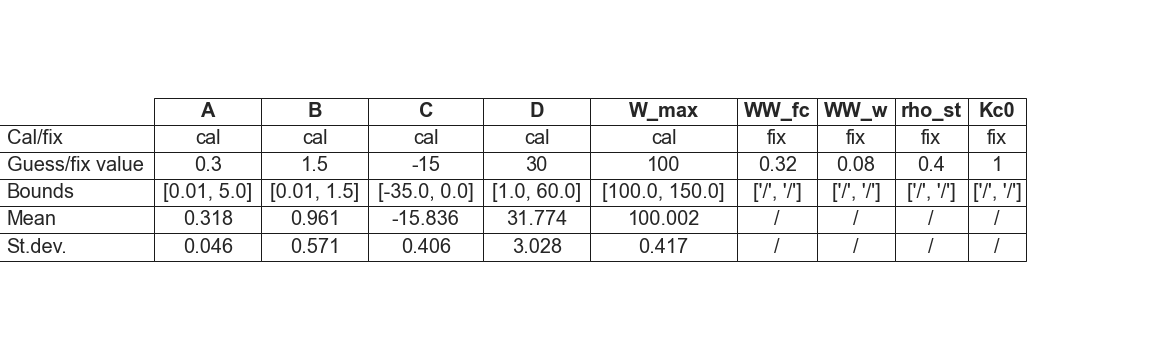 A B C D W_max WW_fc WW_w rho_st Kc0
Cal/fix cal cal cal cal cal fix fix fix fix
Guess/fix value 0.3 1.5 -15 30 100 0.32 0.08 0.4 1
Bounds [0.01, 5.0] [0.01, 1.5] [-35.0, 0.0] [1.0, 60.0] [100.0, 150.0] ['/', '/'] ['/', '/'] ['/', '/'] ['/', '/']
Mean 0.318 0.961 -15.836 31.774 100.002 / / / /
St.dev. 0.046 0.571 0.406 3.028 0.417 / / / /